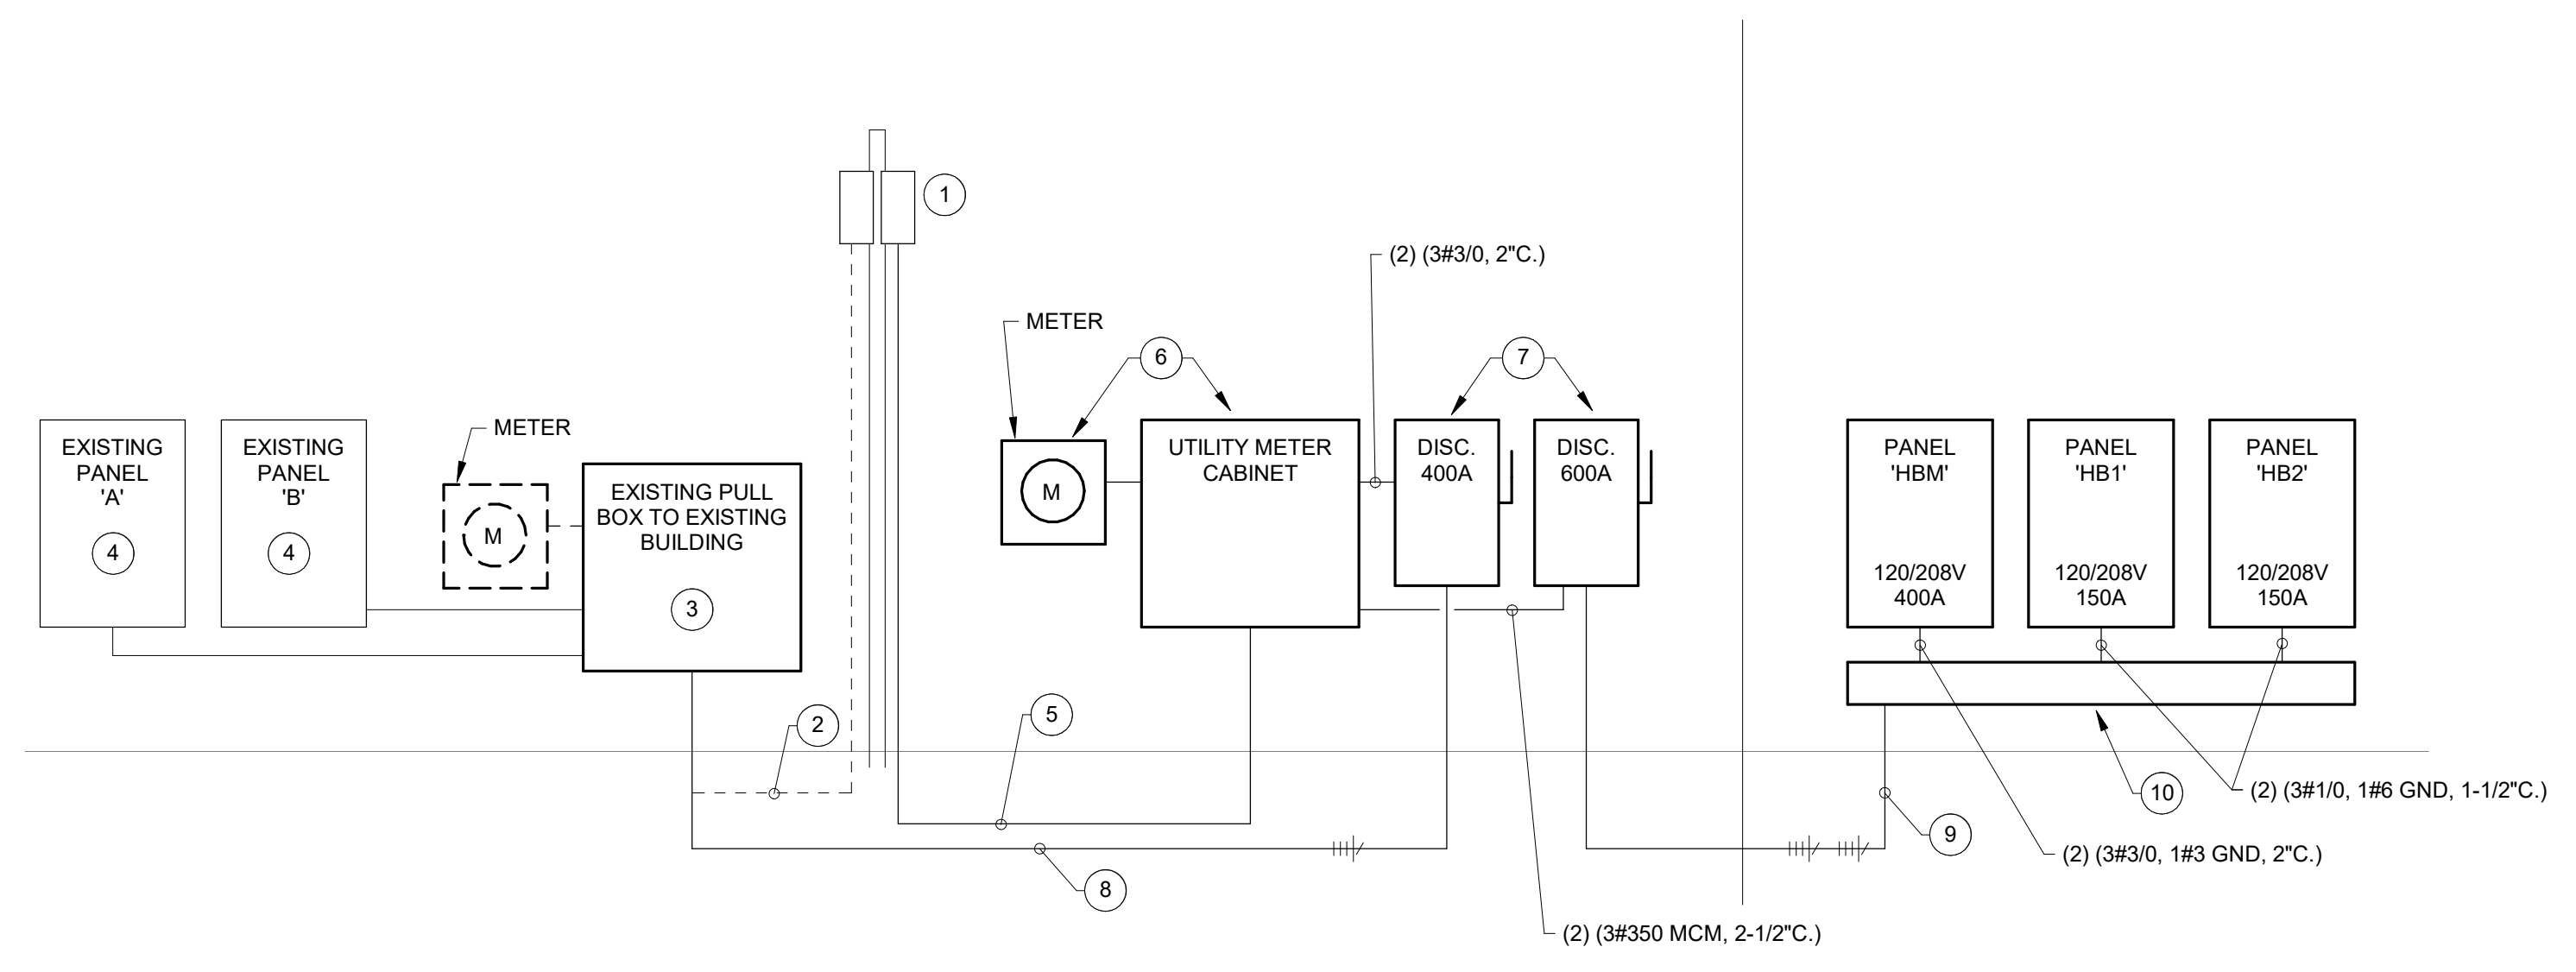 1
(2) (3#3/0, 2"C.)
METER
6
7
EXISTING
PANEL
'A'
4
EXISTING
PANEL
'B'
4
METER
M
EXISTING PULL
BOX TO EXISTING
BUILDING
3
M
UTILITY METER
CABINET
DISC.
400A
DISC.
600A
PANEL
'HBM'
120/208V
400A
PANEL
'HB1'
120/208V
150A
PANEL
'HB2'
120/208V
150A
2
5
8
9
10
(2) (3#1/0, 1#6 GND, 1-1/2"C.)
(2) (3#3/0, 1#3 GND, 2"C.)
(2) (3#350 MCM, 2-1/2"C.)